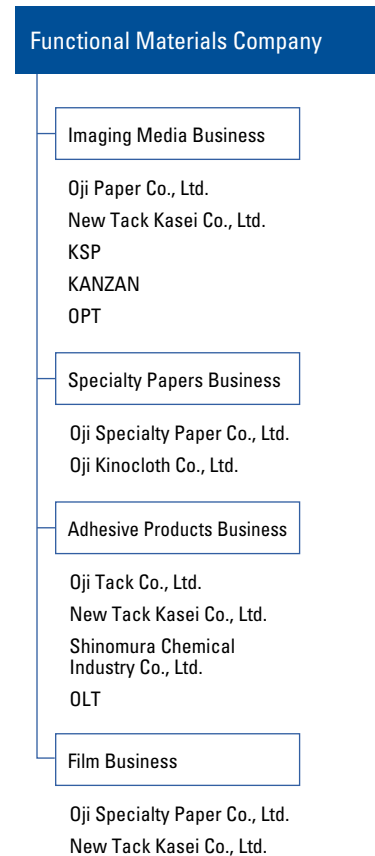 Functional Materials Company
Imaging Media Business
Oji Paper Co., Ltd.
New Tack Kasei Co., Ltd.
KSP
KANZAN
OPT
Specialty Papers Business
Oji Specialty Paper Co., Ltd.
Oji Kinocloth Co., Ltd.
Adhesive Products Business
Oji Tack Co., Ltd.
New Tack Kasei Co., Ltd.
Shinomura Chemical
Industry Co., Ltd.
OLT
Film Business
Oji Specialty Paper Co., Ltd.
New Tack Kasei Co., Ltd.